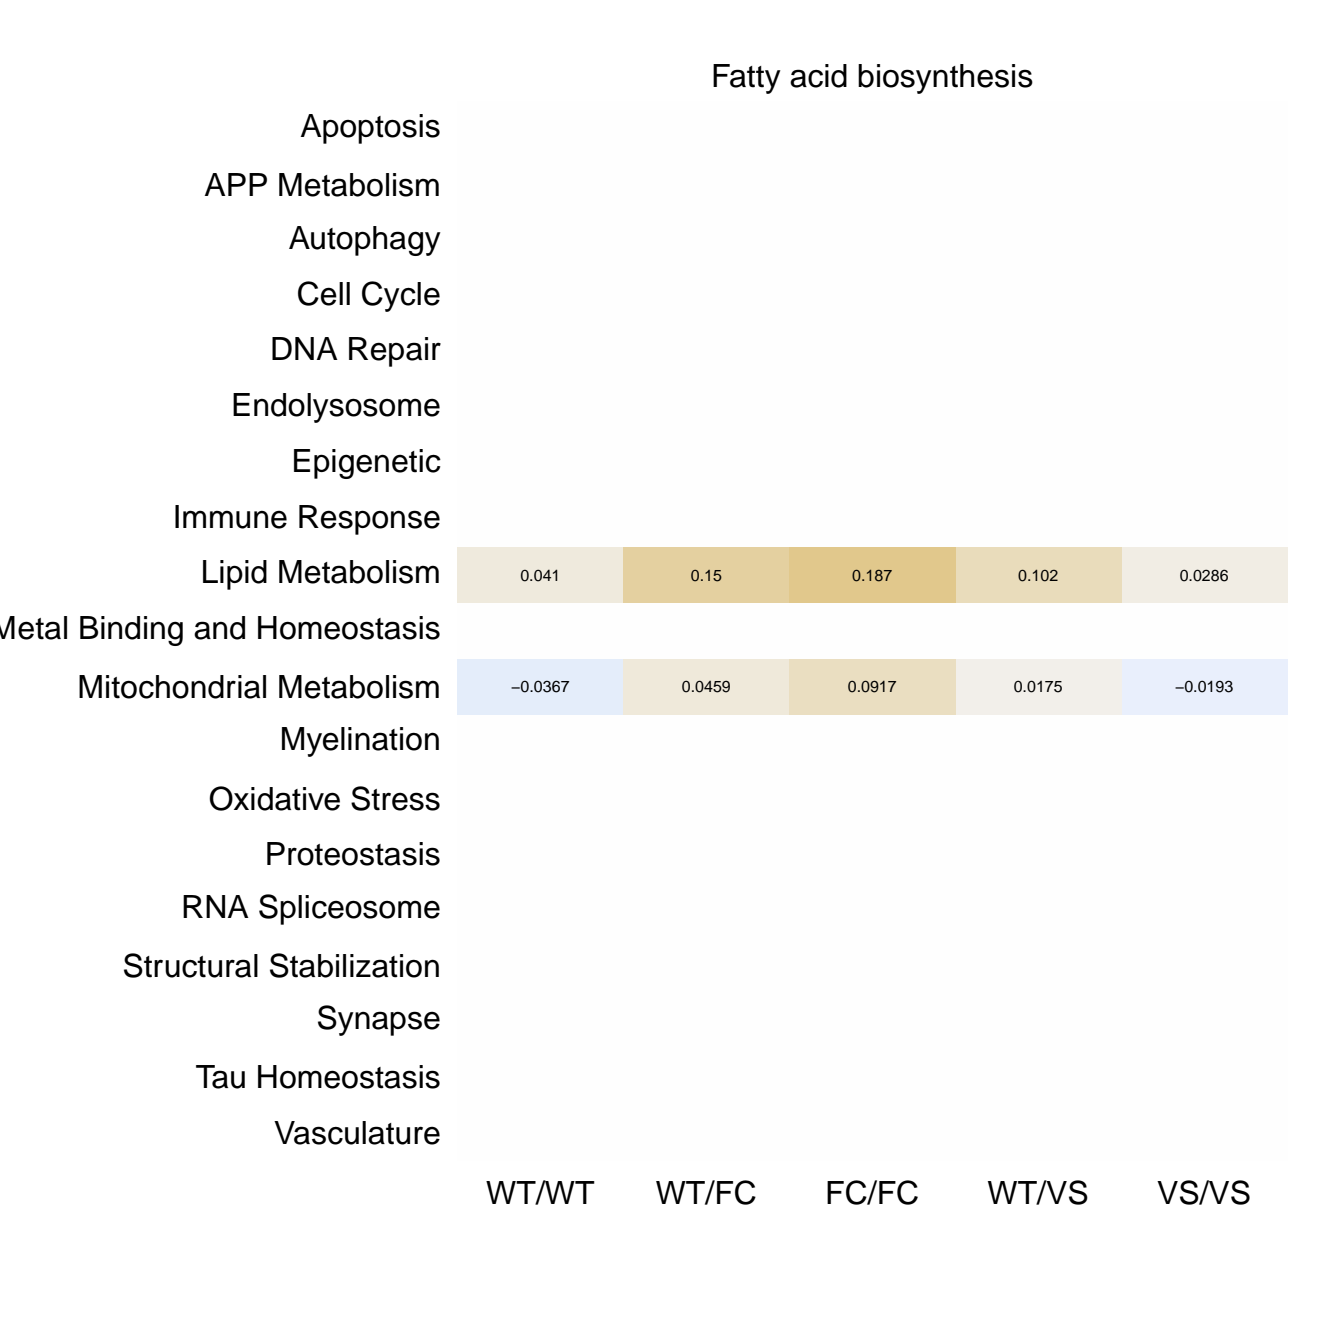 Fatty acid biosynthesis
Apoptosis
APP Metabolism
Autophagy
Cell Cycle
DNA Repair
Endolysosome
Epigenetic
Immune Response
Lipid Metabolism 0.041 0.15 0.187 0.102 0.0286
Metal Binding and Homeostasis
Mitochondrial Metabolism −0.0367 0.0459 0.0917 0.0175 −0.0193
Myelination
Oxidative Stress
Proteostasis
RNA Spliceosome
Structural Stabilization
Synapse
Tau Homeostasis
Vasculature
WT/WT WT/FC FC/FC WT/VS VS/VS